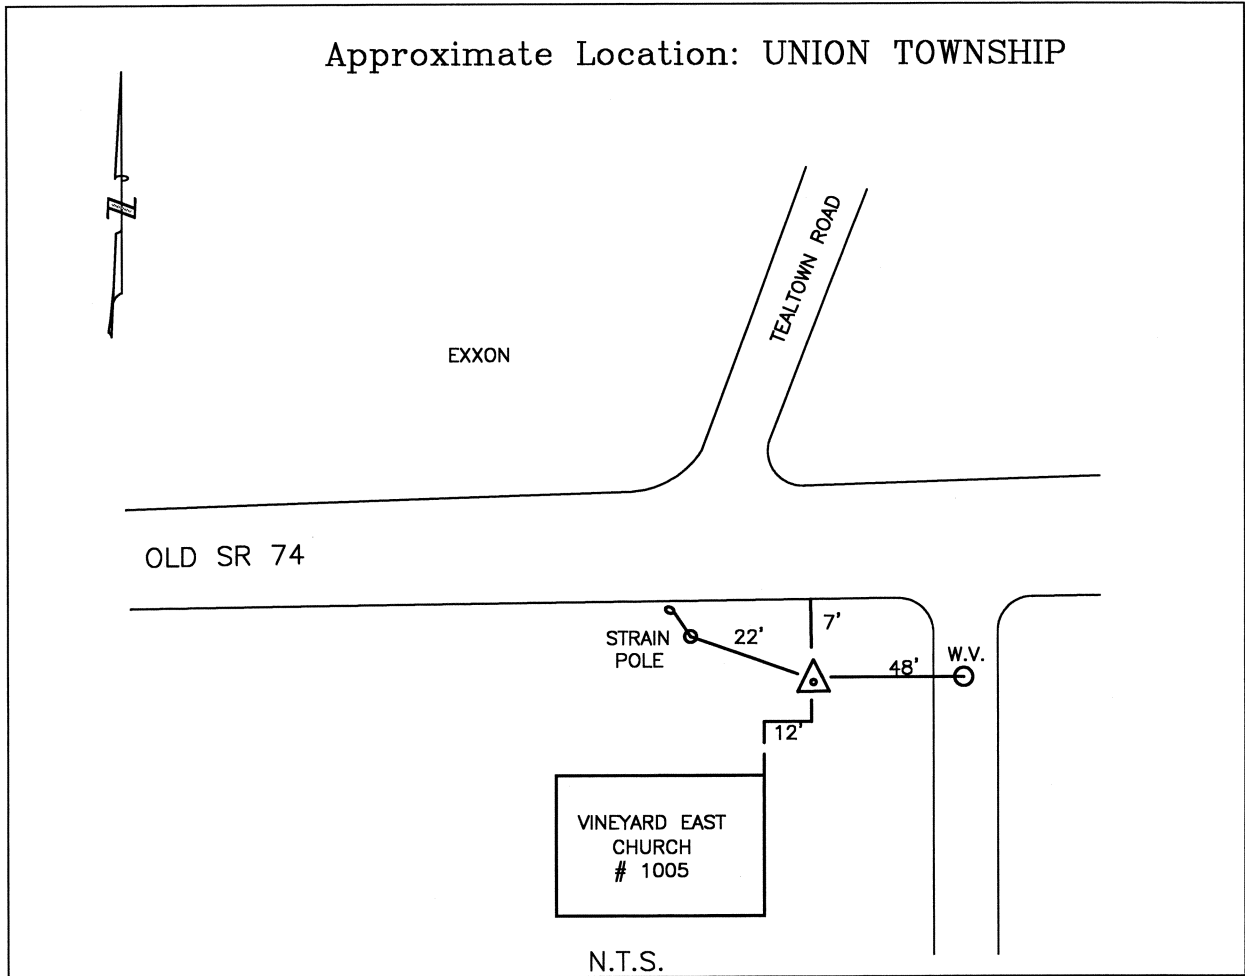 Approximate Location: UNION TOWNSHIP
N
TEALTOWN ROAD
EXXON
OLD SR 74
7'
STRAIN
POLE
22'
W.V.
48'
12'
VINEYARD EAST
CHURCH
# 1005
N.T.S.